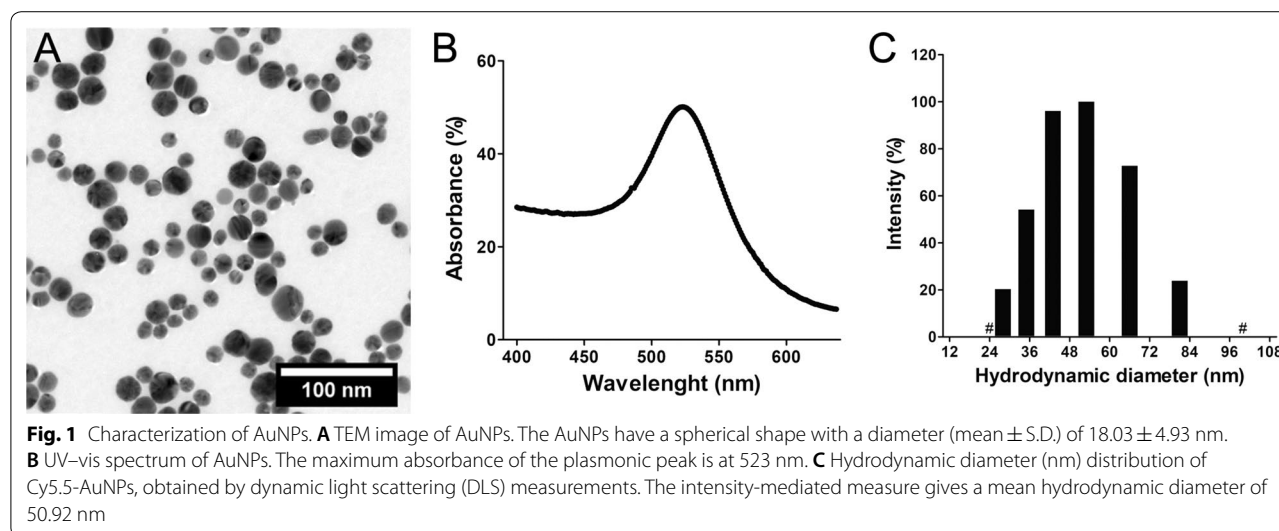 A
100 nm
B
60
40
20
0
Absorbance (%)
400 450 500 550 600
Wavelenght (nm)
C
120
100
80
60
40
20
0
Intensity (%)
# #
12 24 36 48 60 72 84 96 108
Hydrodynamic diameter (nm)
Fig. 1 Characterization of AuNPs. A TEM image of AuNPs. The AuNPs have a spherical shape with a diameter (mean ± S.D.) of 18.03 ± 4.93 nm.
B UV–vis spectrum of AuNPs. The maximum absorbance of the plasmonic peak is at 523 nm. C Hydrodynamic diameter (nm) distribution of
Cy5.5-AuNPs, obtained by dynamic light scattering (DLS) measurements. The intensity-mediated measure gives a mean hydrodynamic diameter of
50.92 nm